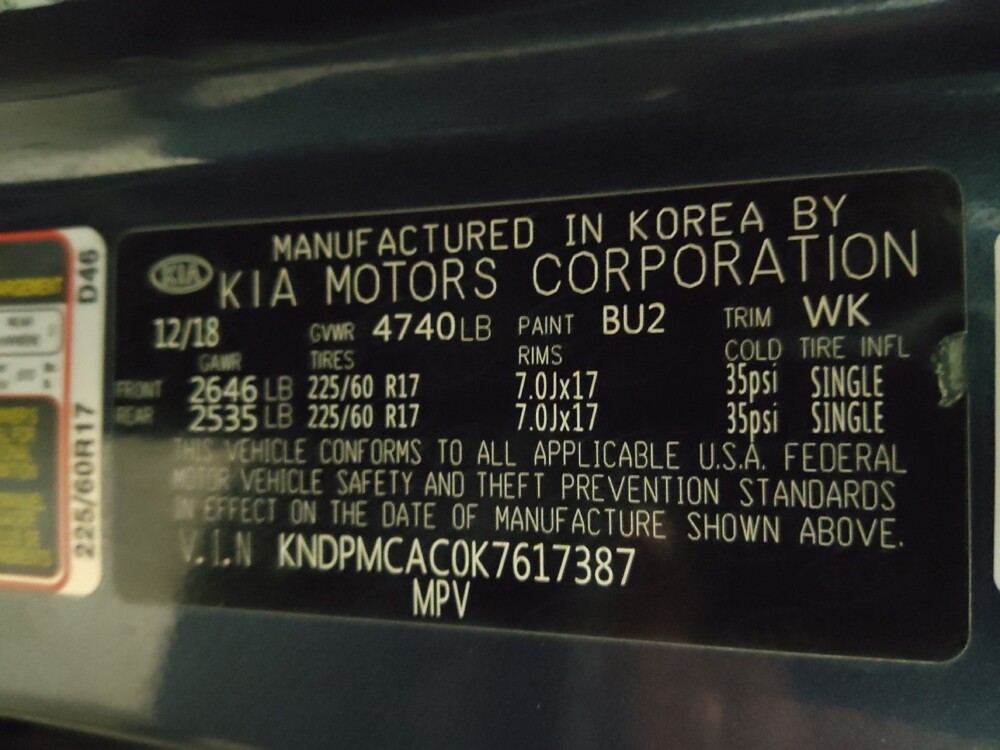 MANUFACTURED IN KOREA BY
KIA KIA MOTORS CORPORATION
12/18 GVWR 4740LB PAINT BU2 TRIM WK
GAWR TIRES RIMS COLD TIRE INFL
FRONT 2646 LB 225/60 R17 7.0Jx17 35psi SINGLE
REAR 2535 LB 225/60 R17 7.0Jx17 35psi SINGLE
THIS VEHICLE CONFORMS TO ALL APPLICABLE U.S.A. FEDERAL
MOTOR VEHICLE SAFETY AND THEFT PREVENTION STANDARDS
IN EFFECT ON THE DATE OF MANUFACTURE SHOWN ABOVE.
V.I.N KNDPMCAC0K7617387
MPV
225/60R17 D46